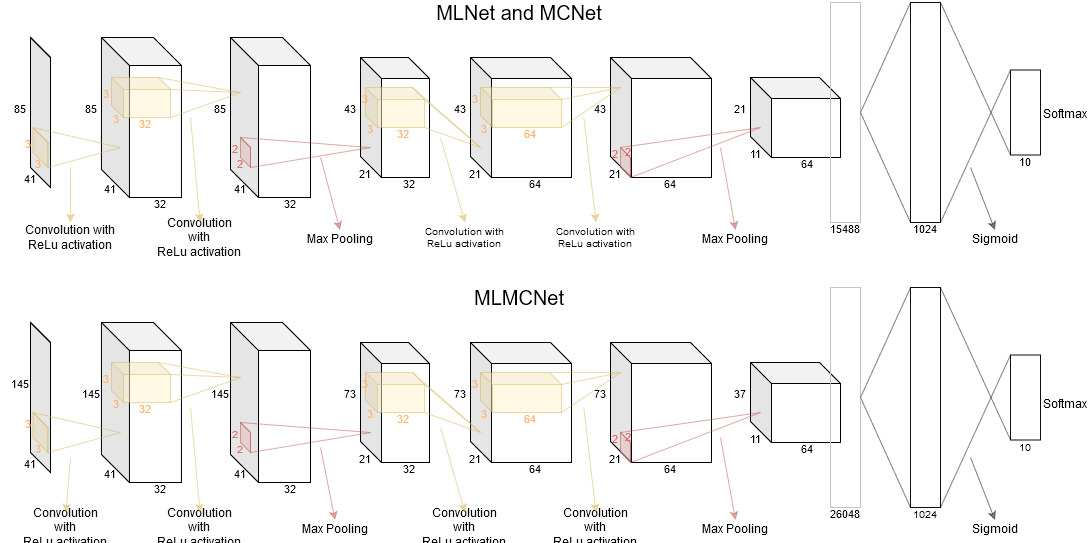 MLNet and MCNet
85
3
3
41
85
3
3
32
41
32
85
2
2
41
32
43
3
3
32
21
32
43
3
3
64
21
64
43
2
2
21
64
21
11
64
15488
1024
10
Softmax
Convolution with
ReLu activation
Convolution
with
ReLu activation
Max Pooling
Convolution with
ReLu activation
Convolution with
ReLu activation
Max Pooling
Sigmoid
MLMCNet
145
3
3
41
145
3
3
32
41
32
145
2
2
41
32
73
3
3
32
21
32
73
3
3
64
21
64
73
2
2
21
64
37
11
64
26048
1024
10
Softmax
Convolution
with
ReLu activation
Convolution
with
ReLu activation
Max Pooling
Convolution
with
ReLu activation
Convolution
with
ReLu activation
Max Pooling
Sigmoid